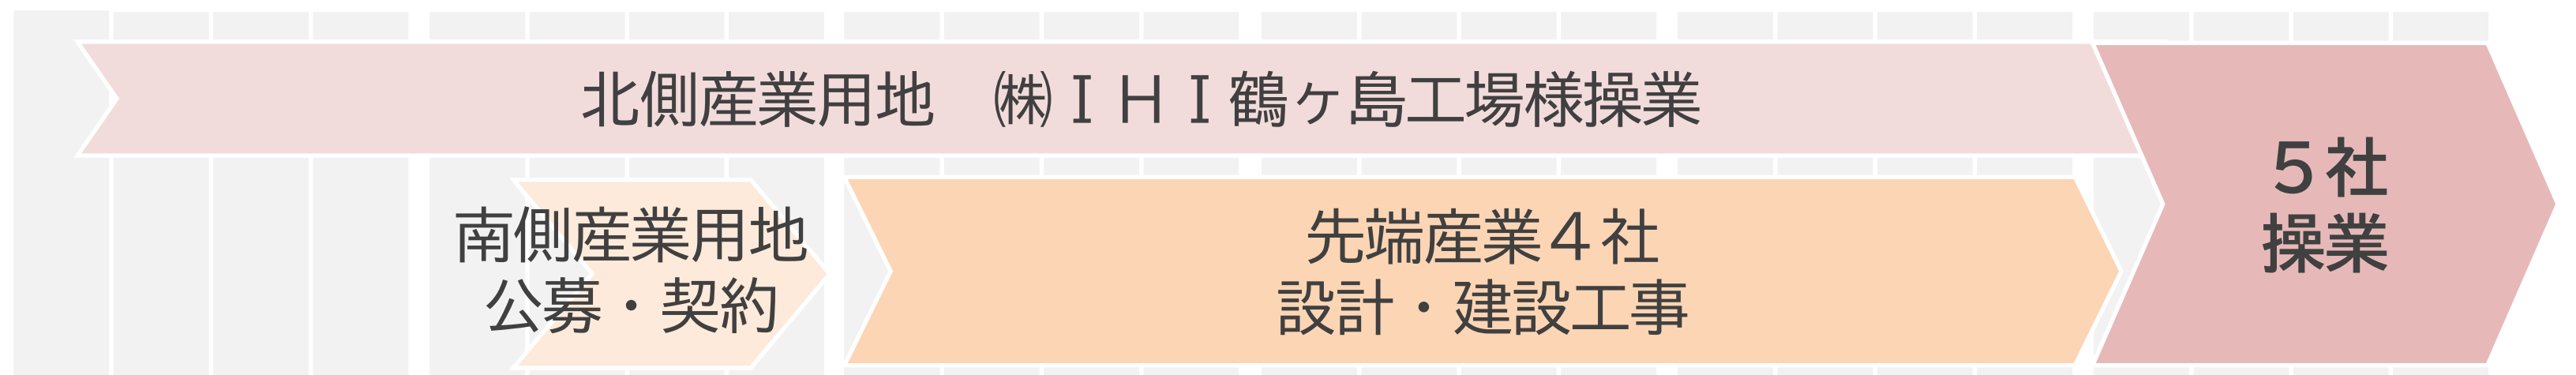 北側産業用地　㈱ＩＨＩ鶴ヶ島工場様操業
南側産業用地
公募・契約
先端産業４社
設計・建設工事
５社
操業